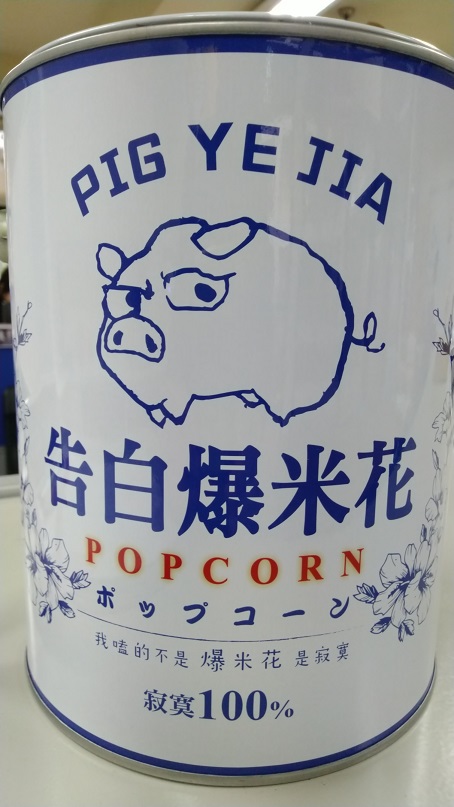 PIG YE JIA
告白爆米花
POPCORN
ポップコーン
我嗑的不是 爆米花 是寂寞
寂寞100%